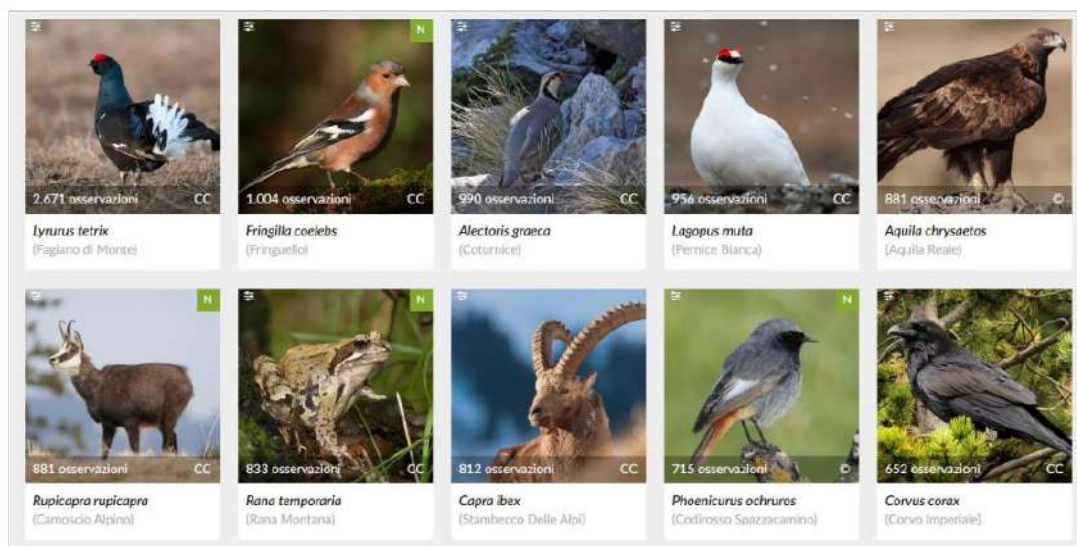 N
2.671 osservazioni CC
1.004 osservazioni CC
990 osservazioni CC
956 osservazioni CC
881 osservazioni ©
Lyrurus tetrix
(Fagiano di Monte)
Fringilla coelebs
(Fringuello)
Alectoris graeca
(Coturnice)
Lagopus muta
(Pernice Bianca)
Aquila chrysaetos
(Aquila Reale)
N
N
N
881 osservazioni CC
833 osservazioni CC
812 osservazioni CC
715 osservazioni ©
652 osservazioni CC
Rupicapra rupicapra
(Camoscio Alpino)
Rana temporaria
(Rana Montana)
Capra ibex
(Stambecco Delle Alpi)
Phoenicurus ochruros
(Codirosso Spazzacamino)
Corvus corax
(Corvo Imperiale)